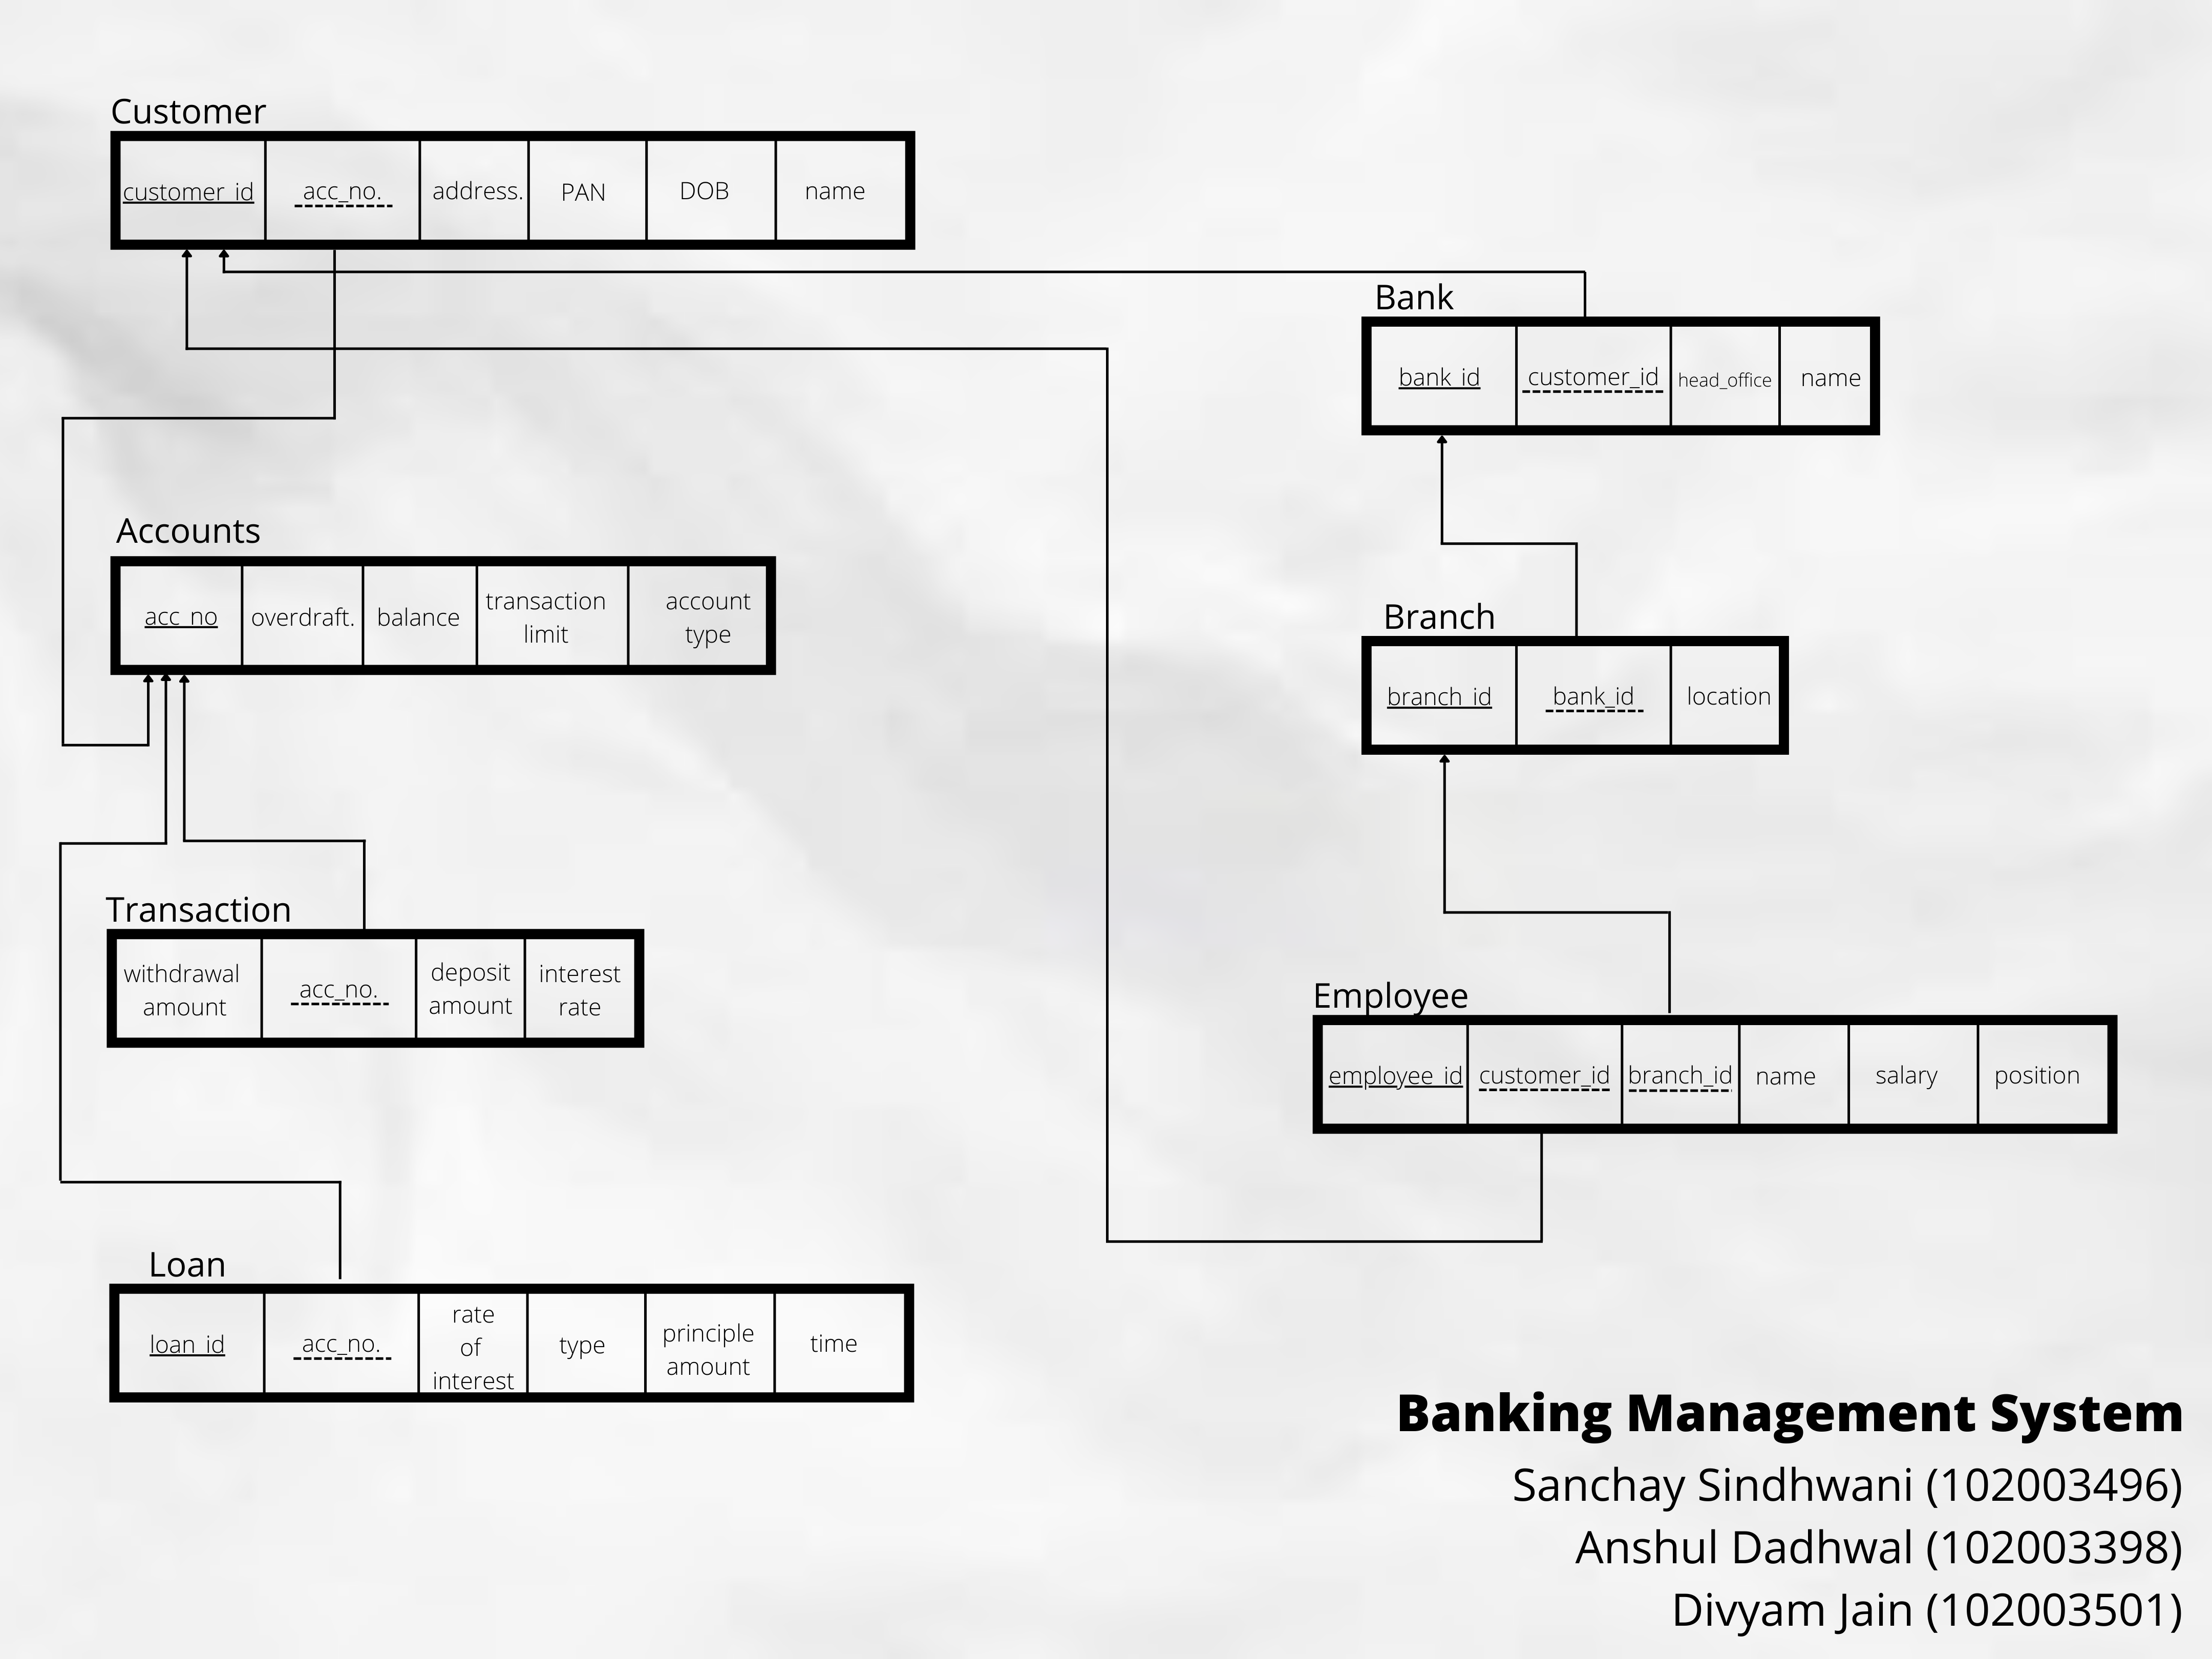 Customer
customer_id acc_no. address. PAN DOB name
Bank
bank_id customer_id head_office name
Accounts
acc_no overdraft. balance transaction limit account type
Branch
branch_id bank_id location
Transaction
withdrawal amount acc_no. deposit amount interest rate
Employee
employee_id customer_id branch_id name salary position
Loan
loan_id acc_no. rate of interest type principle amount time
Banking Management System
Sanchay Sindhwani (102003496)
Anshul Dadhwal (102003398)
Divyam Jain (102003501)